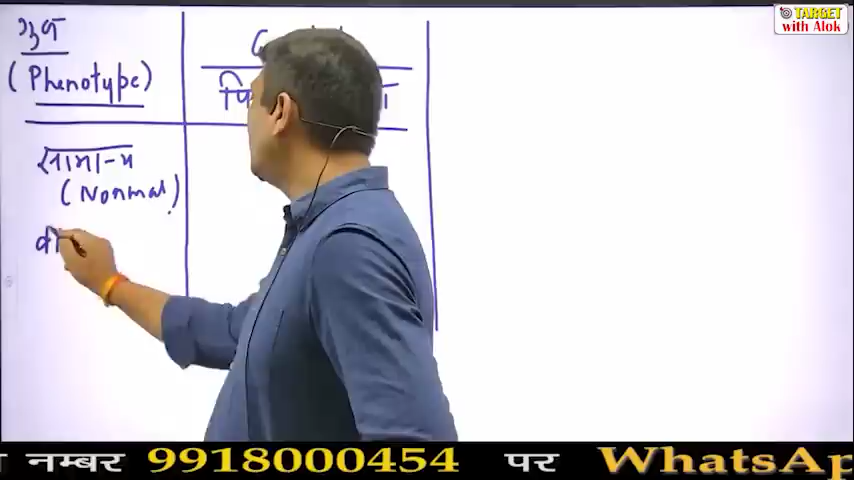 (Phenotype)
सामान्य
(Normal)
TARGET
with Alok
नम्बर 9918000454 पर WhatsAp